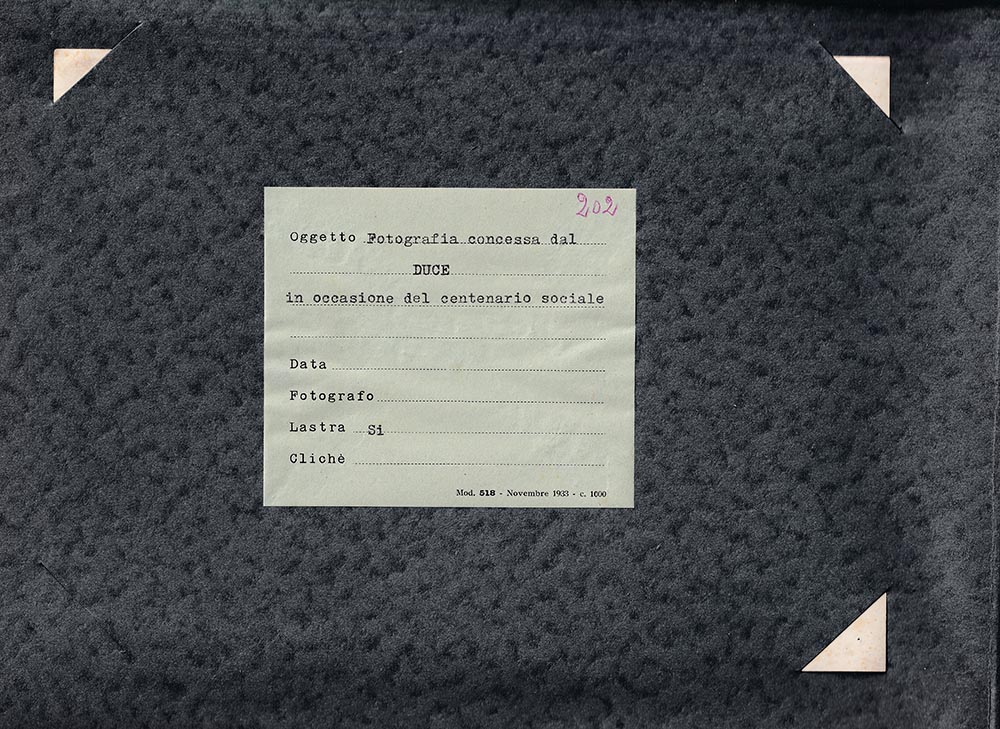 202
Oggetto Fotografia concessa dal
DUCE
in occasione del centenario sociale
Data
Fotografo
Lastra Si
Clichè
Mod. 518 - Novembre 1933 - c. 1000